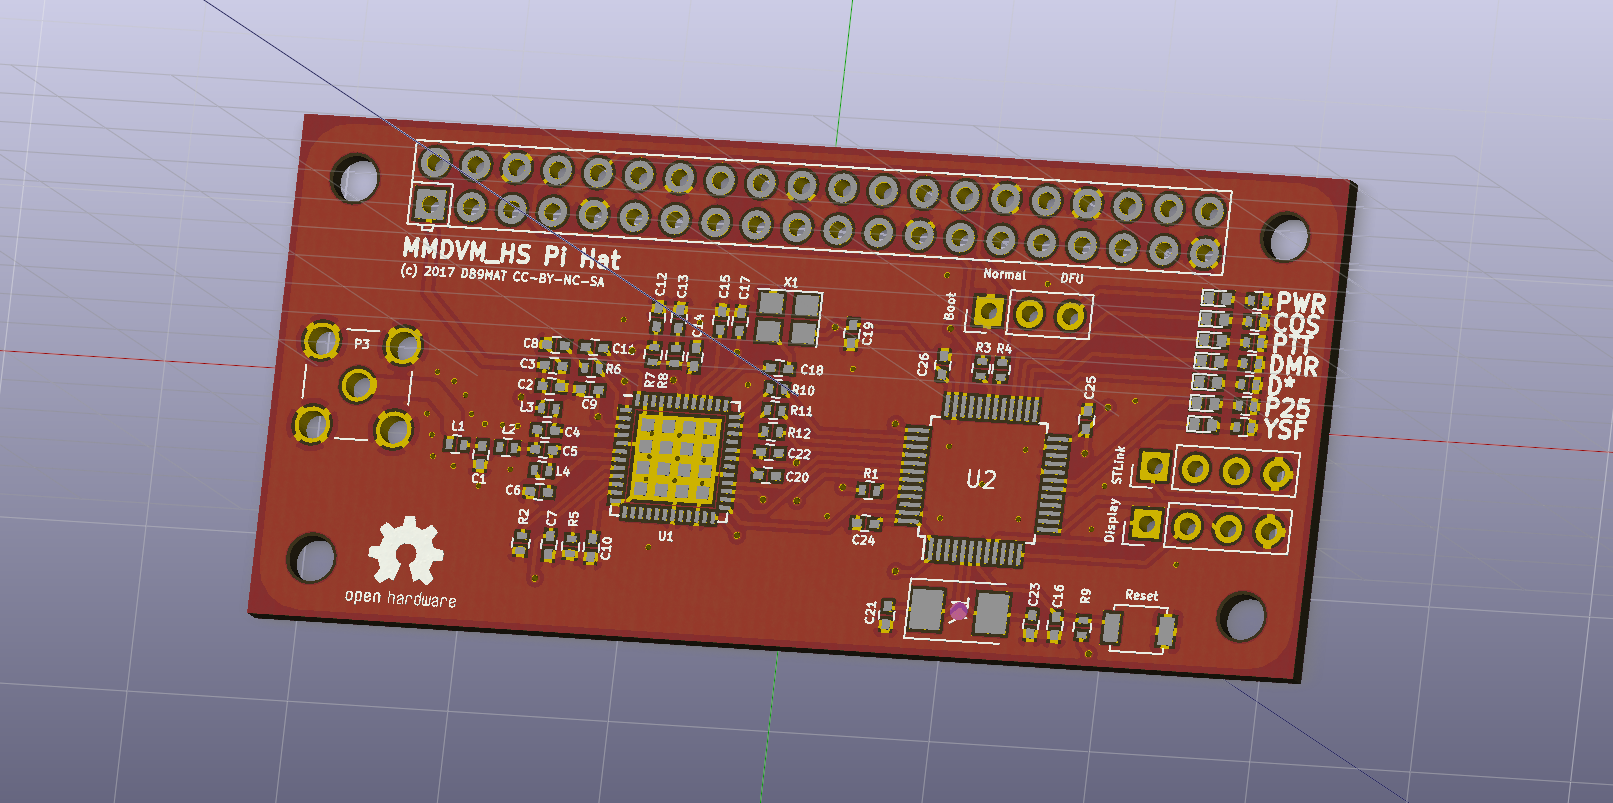 MMDVM_HS Pi Hat
(c) 2017 DB9MAT CC-BY-NC-SA
C12
C13
C15
C17
X1
C14
Normal
DFU
Boot
C19
C26
R3
R4
C25
PWR
COS
PTT
DMR
D*
P25
YSF
P3
C8
C11
C3
R6
C2
C9
L3
R7
R8
C18
R10
R11
R12
C22
C20
L1
L2
C1
C4
C5
L4
C6
R2
C7
R5
C10
U1
R1
C24
U2
STLink
Display
C21
C23
C16
R9
Reset
open hardware